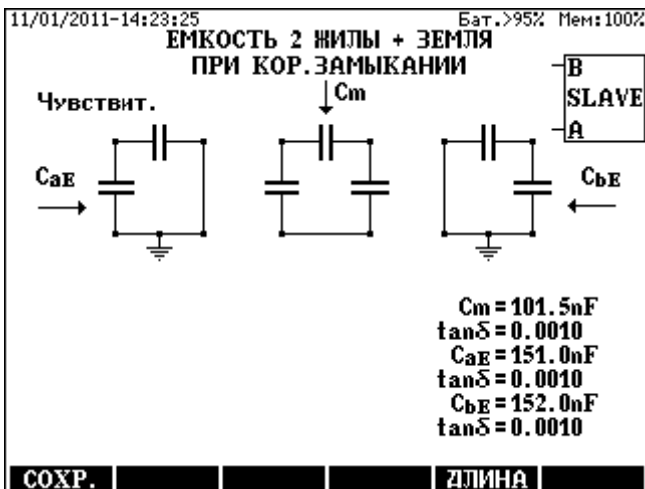 11/01/2011-14:23:25 Бат.>95% Мем:100%
ЕМКОСТЬ 2 ЖИЛЫ + ЗЕМЛЯ
ПРИ КОР.ЗАМЫКАНИИ
B
SLAVE
A
Чувствит.
Cm
CaE
CbE
Cm=101.5nF
tanδ=0.0010
CaE=151.0nF
tanδ=0.0010
CbE=152.0nF
tanδ=0.0010
СОХР. ДЛИНА